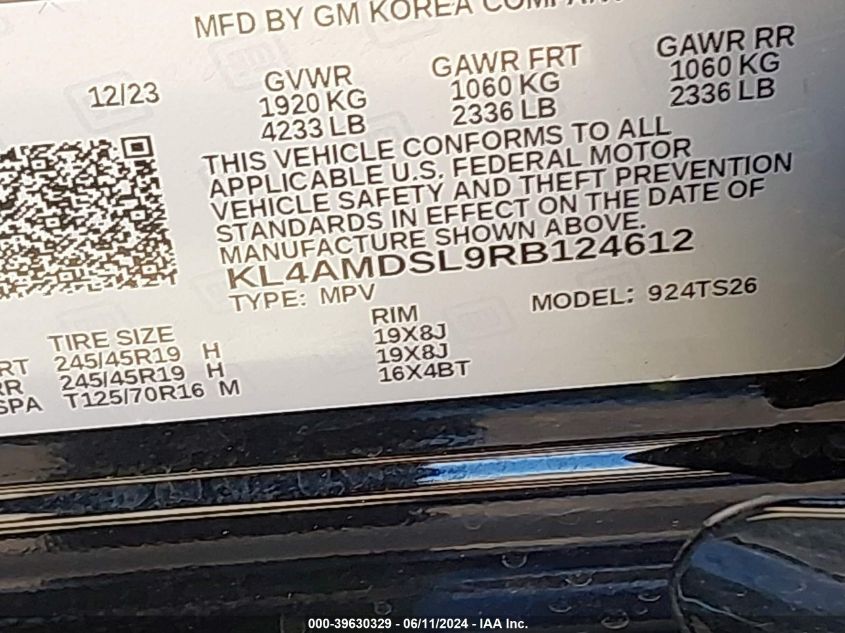 MFD BY GM KOREA COMPANY
12/23
GVWR
1920 KG
4233 LB
GAWR FRT
1060 KG
2336 LB
GAWR RR
1060 KG
2336 LB
THIS VEHICLE CONFORMS TO ALL
APPLICABLE U.S. FEDERAL MOTOR
VEHICLE SAFETY AND THEFT PREVENTION
STANDARDS IN EFFECT ON THE DATE OF
MANUFACTURE SHOWN ABOVE.
KL4AMDSL9RB124612
TYPE: MPV
MODEL: 924TS26
TIRE SIZE RIM
RT 245/45R19 H 19X8J
RR 245/45R19 H 19X8J
SPA T125/70R16 M 16X4BT
000-39630329 - 06/11/2024 - IAA Inc.